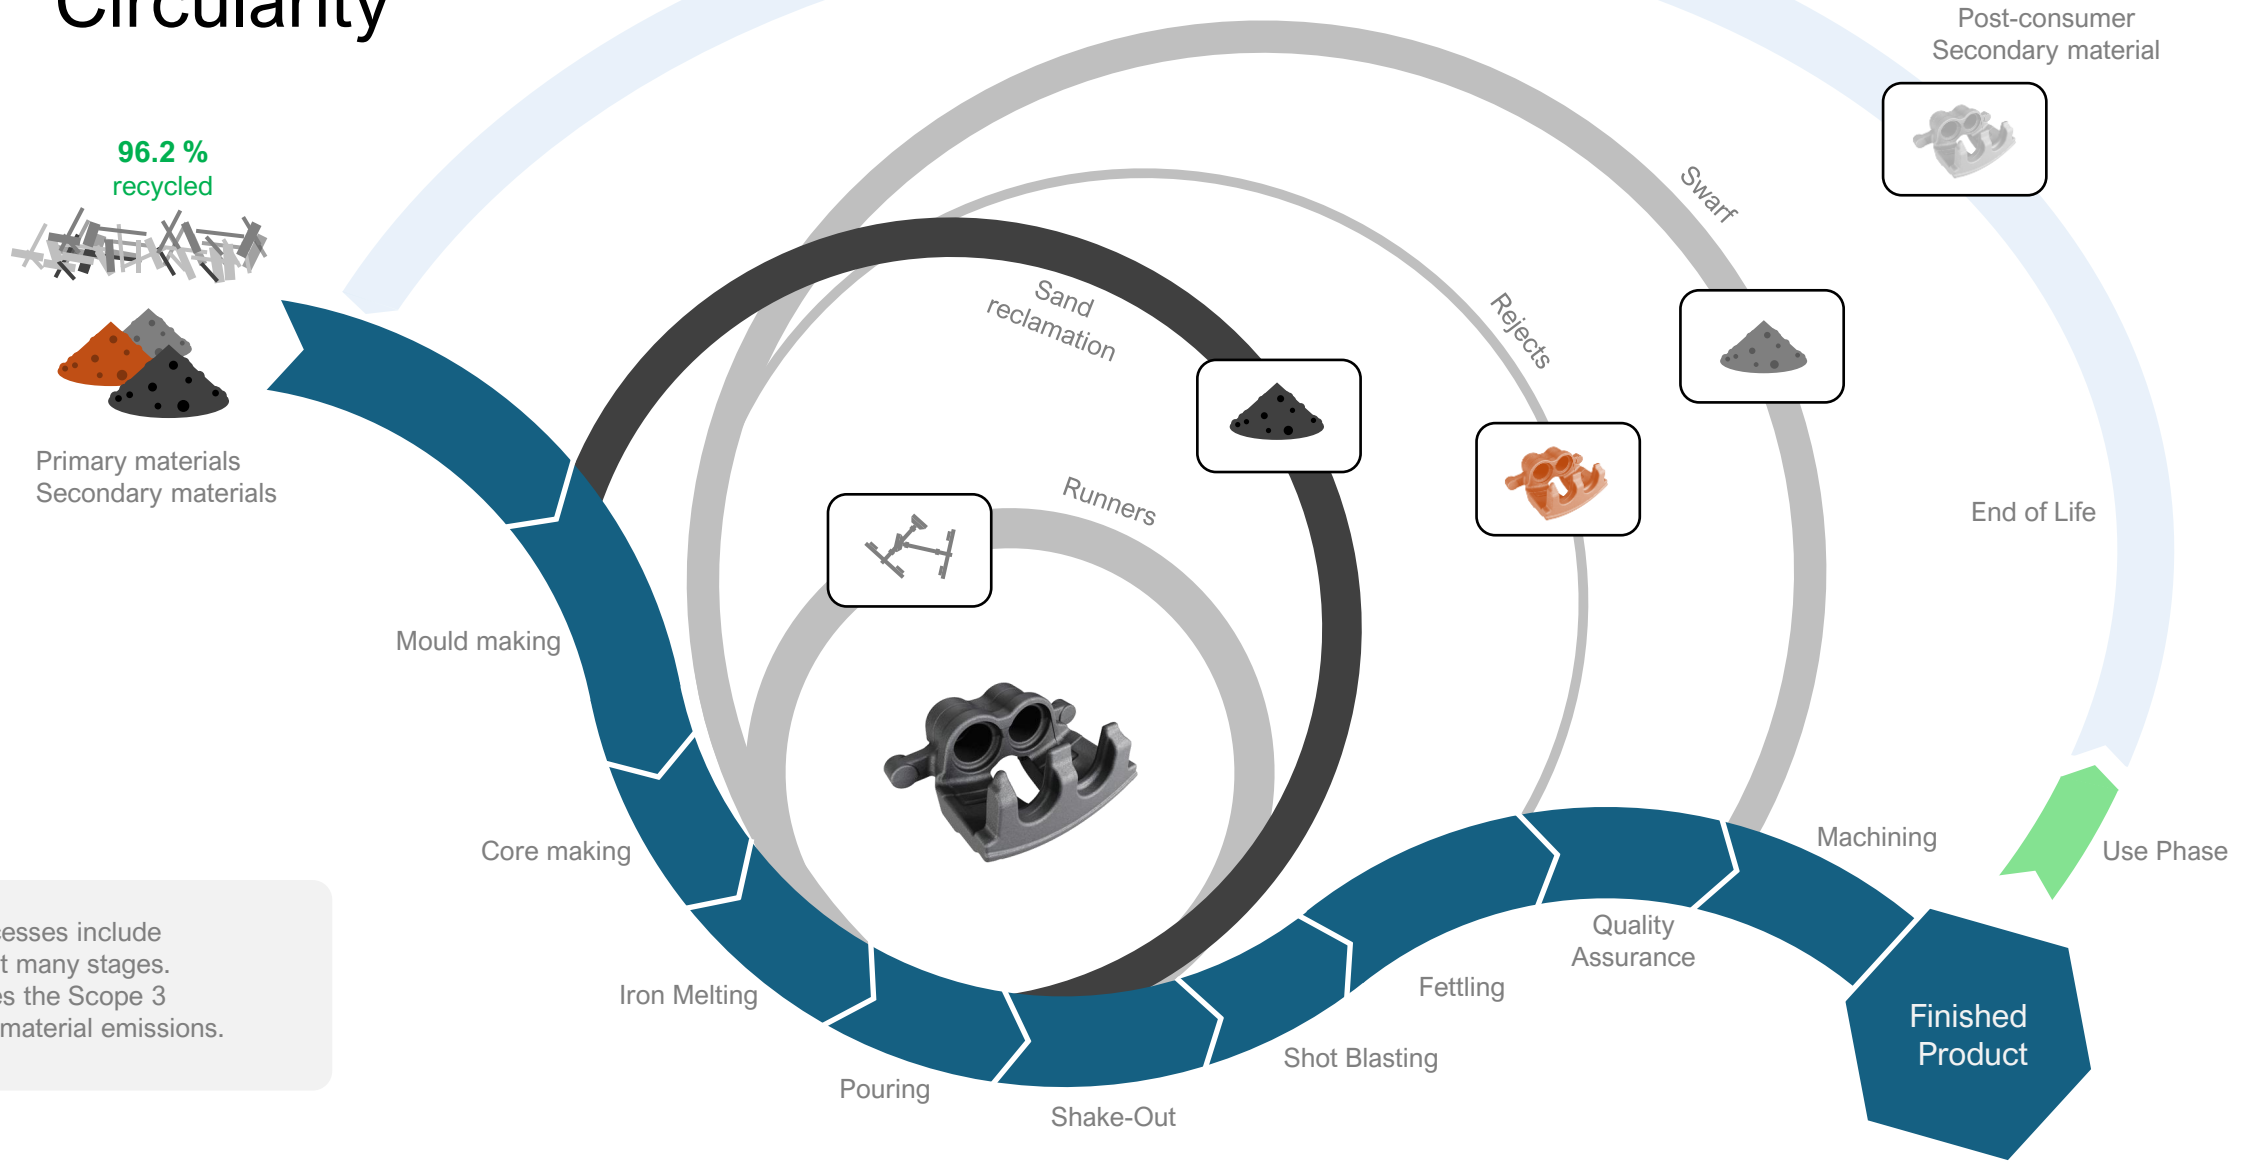 Circularity
Post-consumer
Secondary material
96.2 %
recycled
Swarf
Sand
reclamation
Rejects
Primary materials
Secondary materials
Runners
End of Life
Mould making
Machining
Use Phase
Core making
Quality
Assurance
include
many stages.
the Scope 3
material emissions.
Iron Melting
Fettling
Finished
Product
Shot Blasting
Pouring
Shake-Out